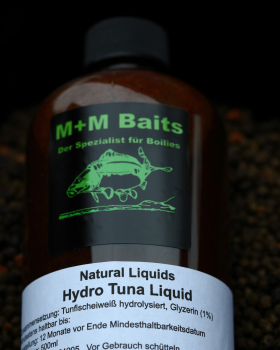 M+M Baits
Der Spezialist für Boilies
Natural Liquids
Hydro Tuna Liquid
Tunfischeiweiß hydrolysiert, Glyzerin (1%)
haltbar bis:
12 Monate vor Ende Mindesthaltbarkeitsdatum
500ml
Vor Gebrauch schütteln